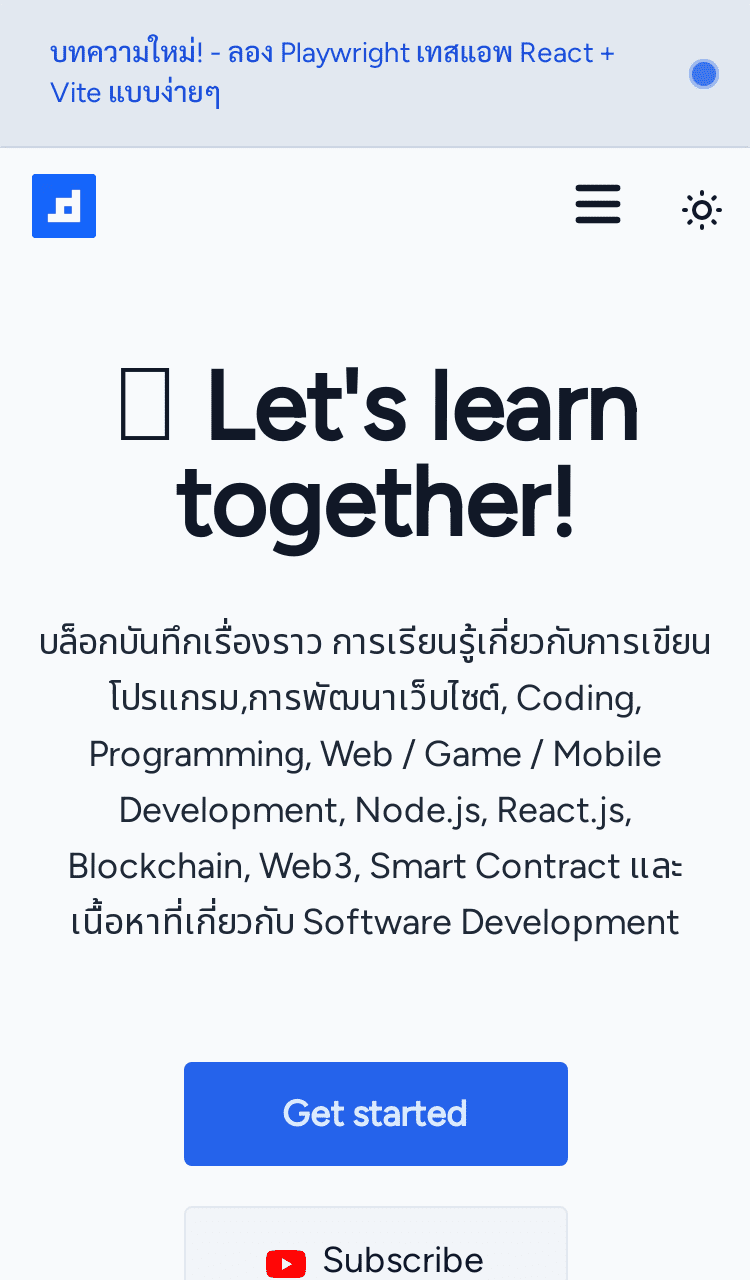 บทความใหม่! - ลอง Playwright เทสแอพ React +
Vite แบบง่ายๆ
Let's learn
together!
บล็อกบันทึกเรื่องราว การเรียนรู้เกี่ยวกับการเขียน
โปรแกรม,การพัฒนาเว็บไซต์, Coding,
Programming, Web / Game / Mobile
Development, Node.js, React.js,
Blockchain, Web3, Smart Contract และ
เนื้อหาที่เกี่ยวกับ Software Development
Get started
Subscribe